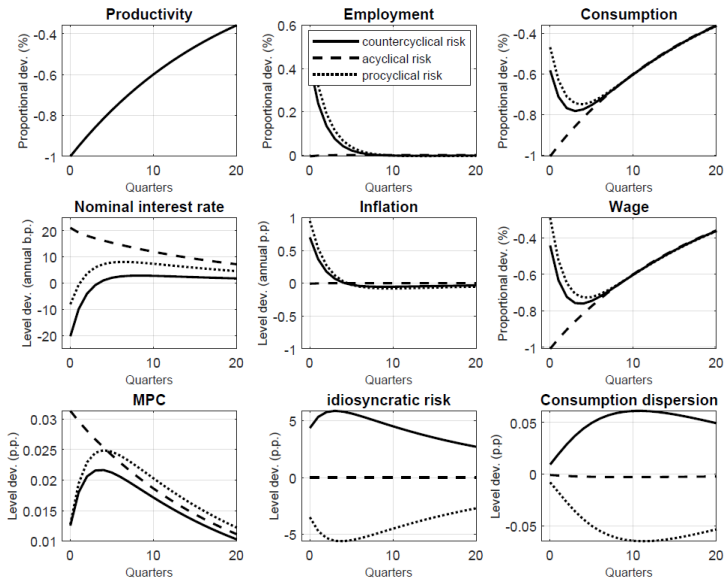 Productivity
Proportional dev. (%)
-0.4
-0.6
-0.8
-1
0
10
20
Quarters
Employment
Proportional dev. (%)
0.6
0.4
0.2
0
countercyclical risk
acyclical risk
procyclical risk
0
10
20
Quarters
Consumption
Proportional dev. (%)
-0.4
-0.6
-0.8
-1
0
10
20
Quarters
Nominal interest rate
Level dev. (annual b.p.)
20
10
0
-10
-20
0
10
20
Quarters
Inflation
Level dev. (annual p.p)
1
0.5
0
-0.5
-1
0
10
20
Quarters
Wage
Proportional dev. (%)
-0.4
-0.6
-0.8
-1
0
10
20
Quarters
MPC
Level dev. (p.p.)
0.03
0.025
0.02
0.015
0.01
0
10
20
Quarters
idiosyncratic risk
Level dev. (p.p.)
5
0
-5
0
10
20
Quarters
Consumption dispersion
Level dev. (p.p)
0.05
0
-0.05
0
10
20
Quarters